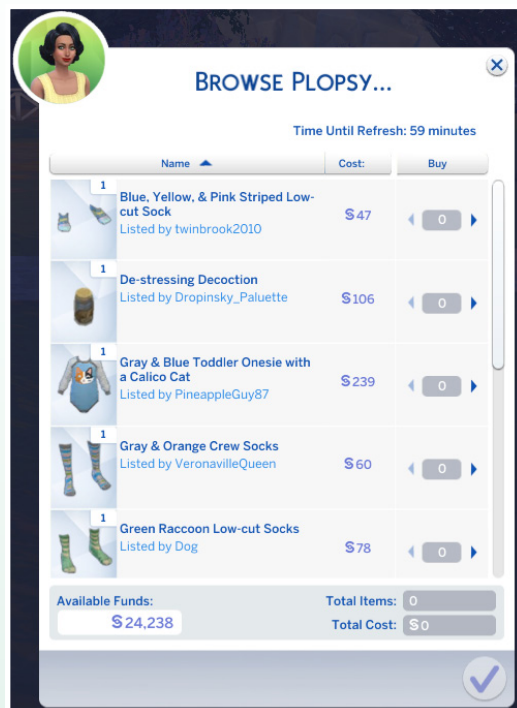 BROWSE PLOPSY...
Time Until Refresh: 59 minutes
Name Cost: Buy
1
Blue, Yellow, & Pink Striped Low-
cut Sock
Listed by twinbrook2010
§47
0
1
De-stressing Decoction
Listed by Dropinsky_Paluette
§106
0
1
Gray & Blue Toddler Onesie with
a Calico Cat
Listed by PineappleGuy87
§239
0
1
Gray & Orange Crew Socks
Listed by VeronavilleQueen
§60
0
1
Green Raccoon Low-cut Socks
Listed by Dog
§78
0
Available Funds:
§24,238
Total Items: 0
Total Cost: §0